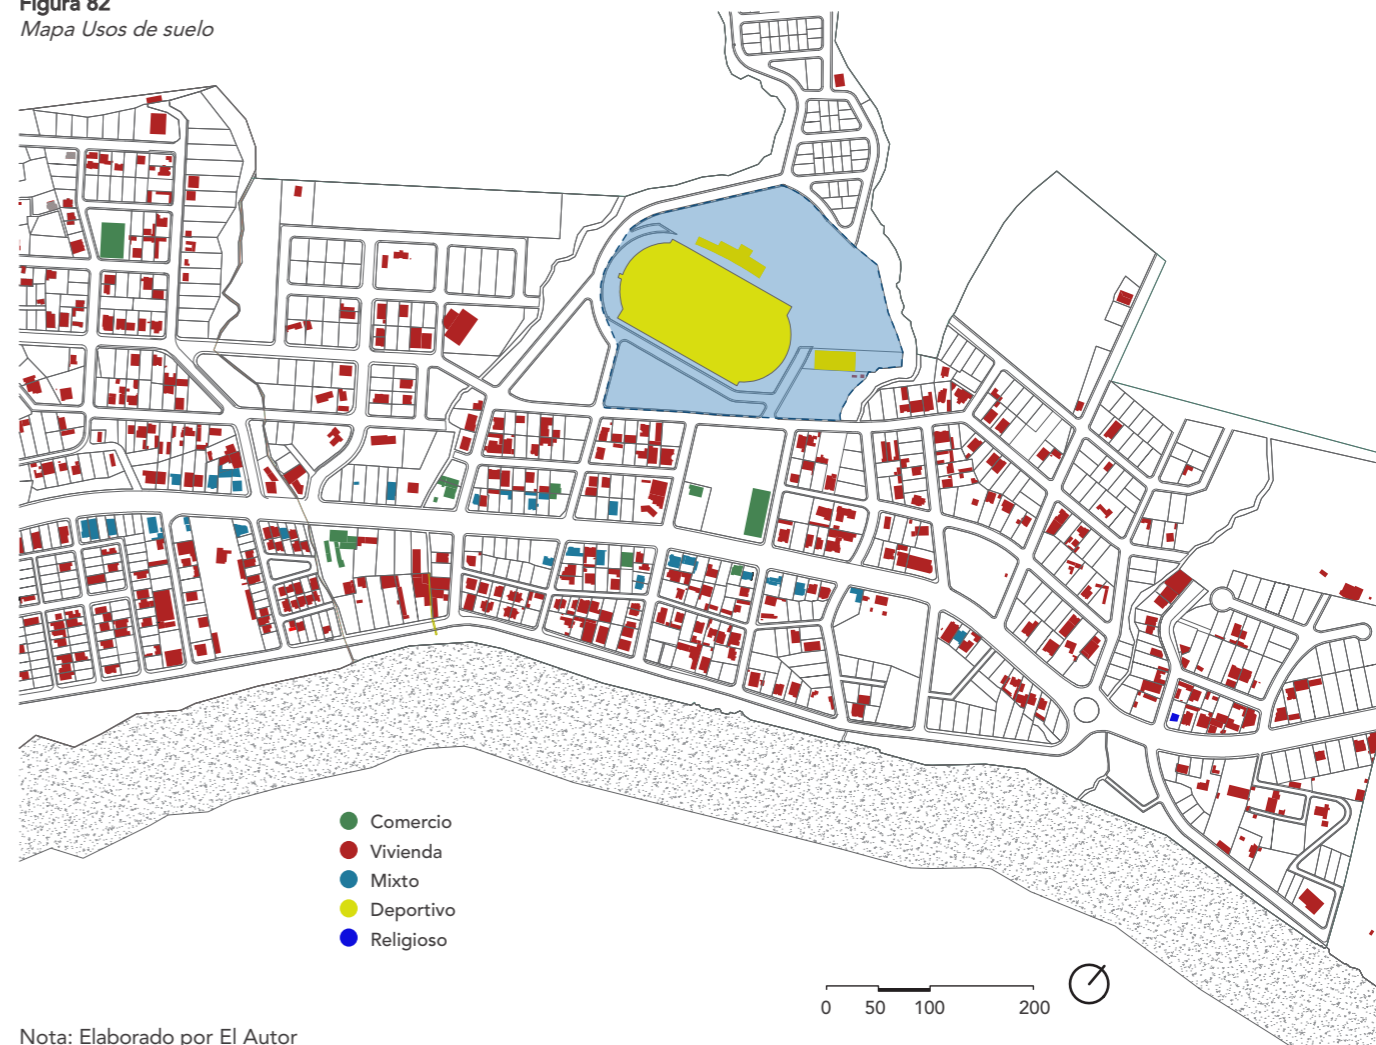 Figura 82
Mapa Usos de suelo
Comercio
Vivienda
Mixto
Deportivo
Religioso
0 50 100 200
Nota: Elaborado por El Autor